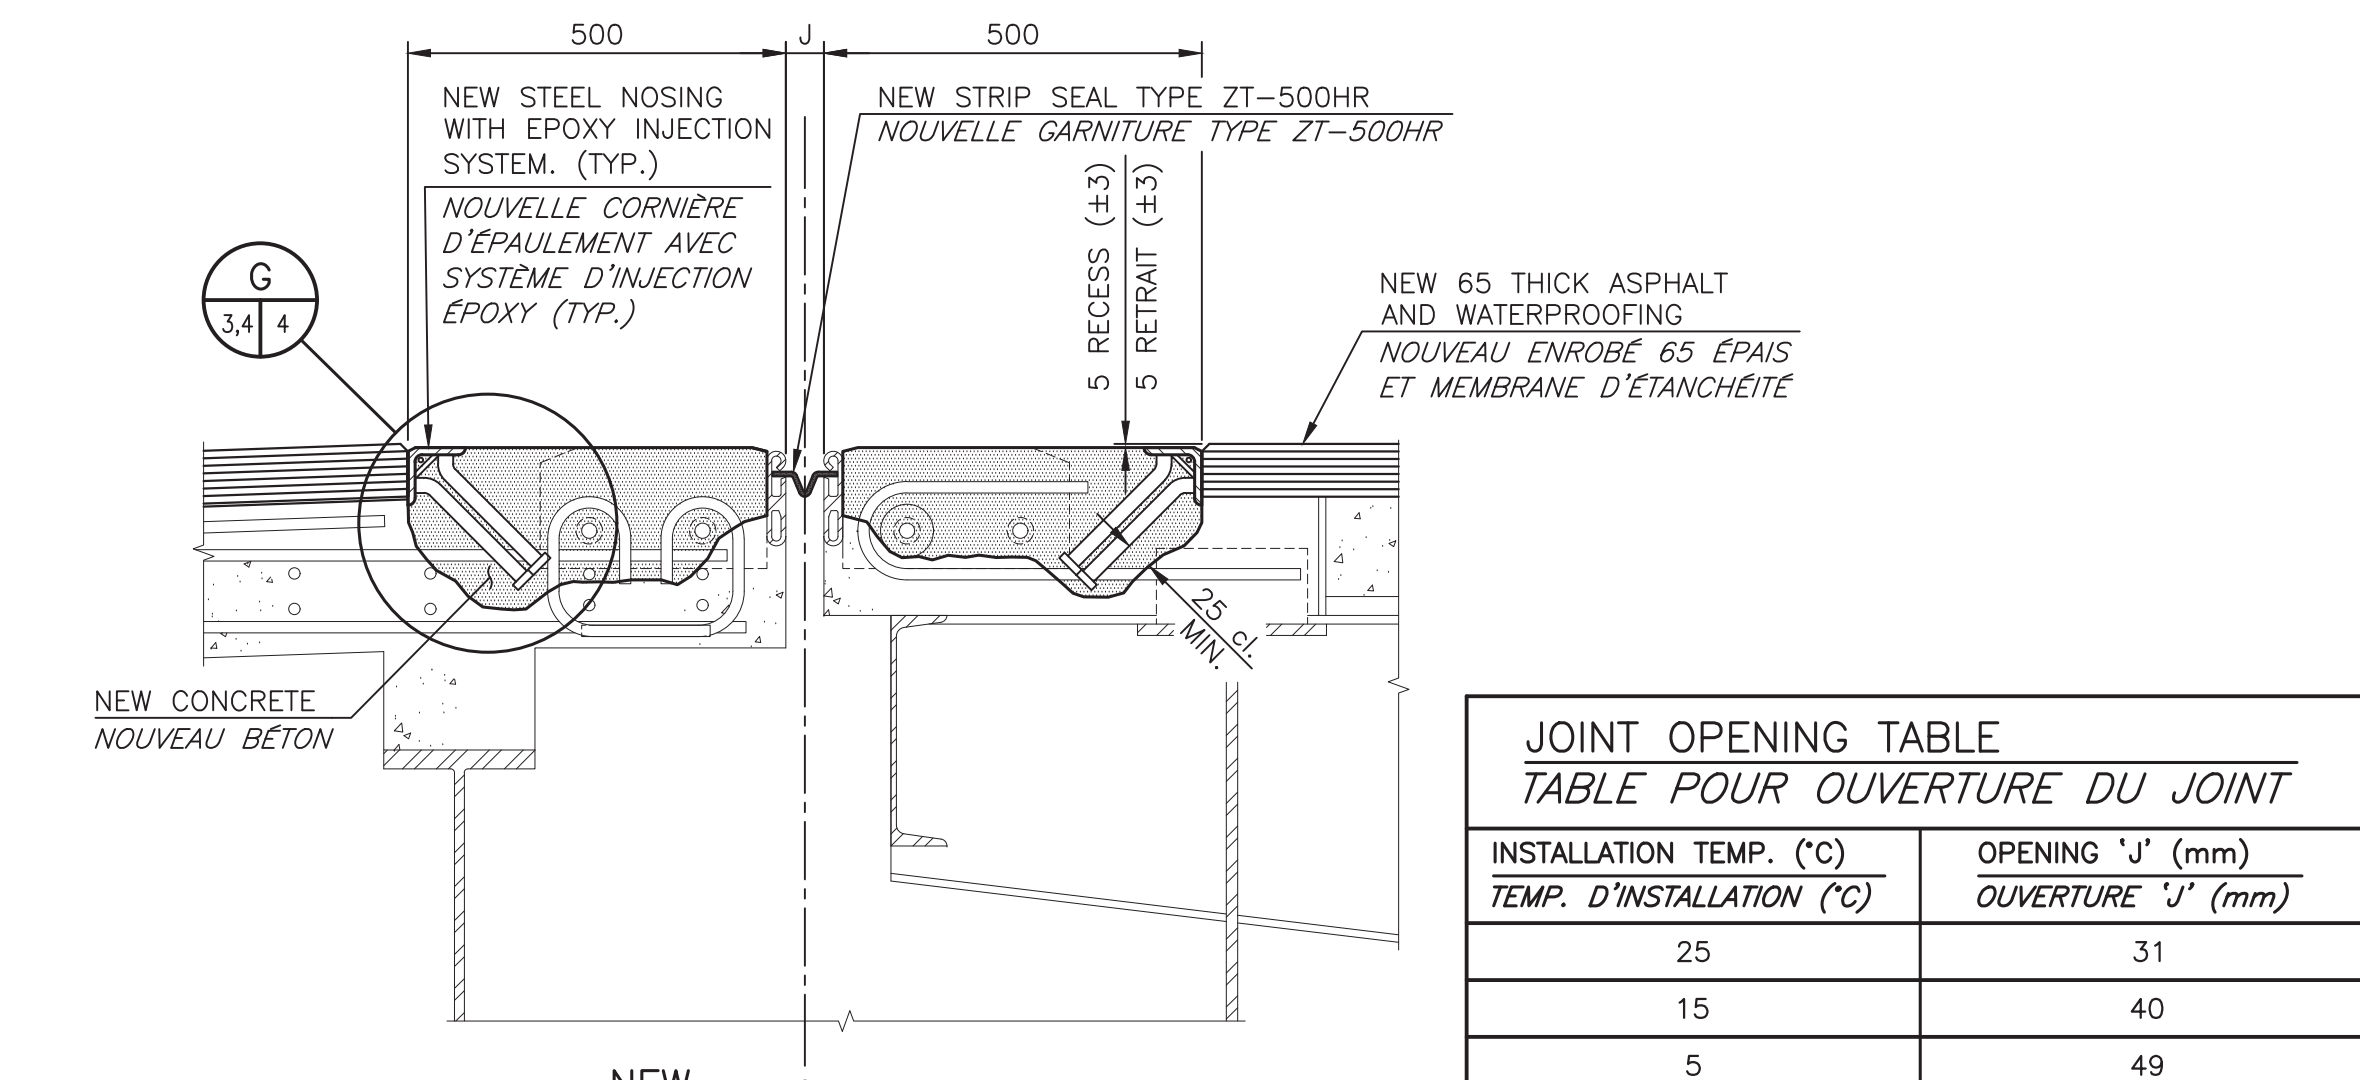 500
J
500
NEW STEEL NOSING
WITH EPOXY INJECTION
SYSTEM. (TYP.)
NOUVELLE CORNIÈRE
D'ÉPAULEMENT AVEC
SYSTÈME D'INJECTION
ÉPOXY (TYP.)
NEW STRIP SEAL TYPE ZT-500HR
NOUVELLE GARNITURE TYPE ZT-500HR
5 RECESS (±3)
5 RETRAIT (±3)
G
3,4
4
NEW 65 THICK ASPHALT
AND WATERPROOFING
NOUVEAU ENROBÉ 65 ÉPAIS
ET MEMBRANE D'ÉTANCHÉITÉ
25 cl.
MIN.
NEW CONCRETE
NOUVEAU BÉTON
JOINT OPENING TABLE
TABLE POUR OUVERTURE DU JOINT
INSTALLATION TEMP. (°C)
TEMP. D'INSTALLATION (°C)
OPENING 'J' (mm)
OUVERTURE 'J' (mm)
25
31
15
40
5
49
NEW